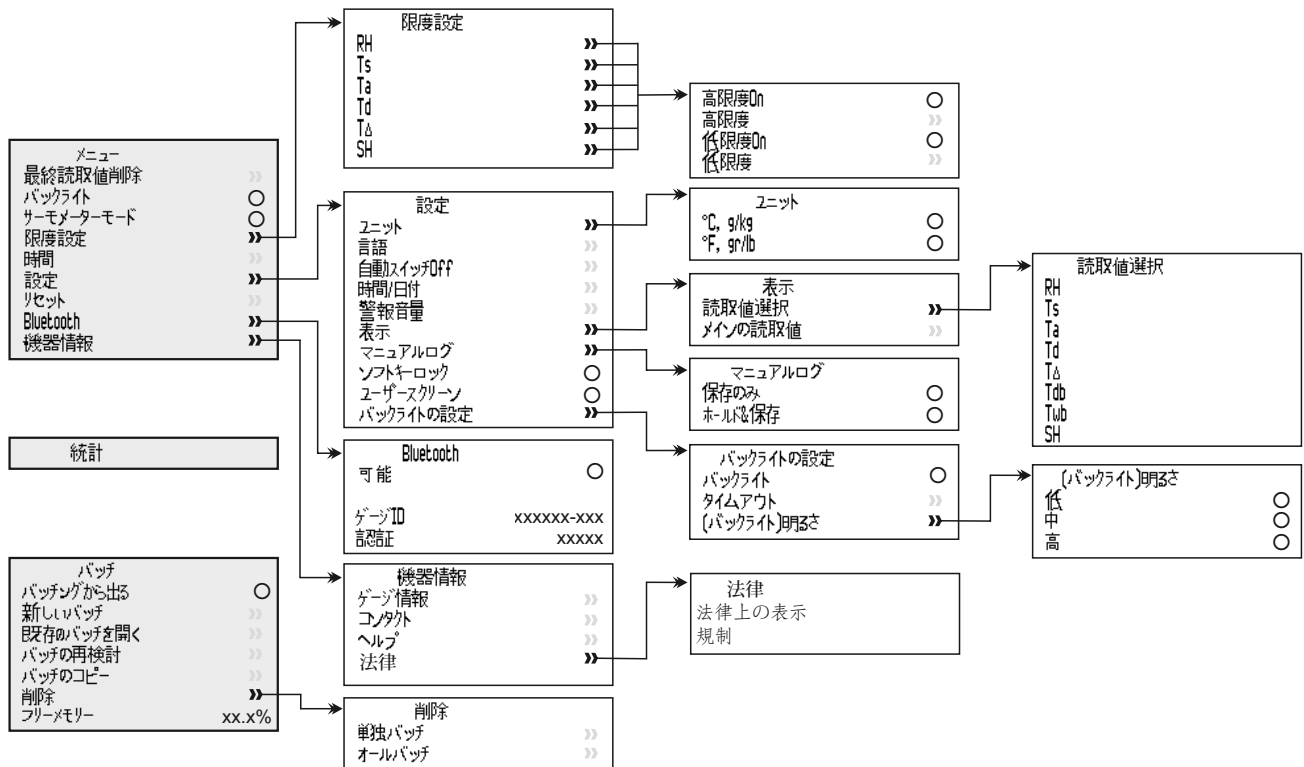 メニュー
最終読取値削除
バックライト
サーモメーターモード
限度設定
時間
設定
リセット
Bluetooth
機器情報
統計
バッチ
バッチングから出る
新しいバッチ
既存のバッチを開く
バッチの再検討
バッチのコピー
削除
フリーメモリー xx.x%
限度設定
RH
Ts
Ta
Td
T△
SH
設定
ユニット
言語
自動スイッチOff
時間/日付
警報音量
表示
マニュアルログ
ソフトキーロック
ユーザースクリーン
バックライトの設定
Bluetooth
可能
ゲージID xxxxxx-xxx
認証 xxxxx
機器情報
ゲージ情報
コンタクト
ヘルプ
法律
削除
単独バッチ
オールバッチ
高限度On
高限度
低限度On
低限度
ユニット
°C, g/kg
°F, gr/lb
表示
読取値選択
メインの読取値
マニュアルログ
保存のみ
ホールド&保存
バックライトの設定
バックライト
タイムアウト
(バックライト)明るさ
法律
法律上の表示
規制
読取値選択
RH
Ts
Ta
Td
T△
Tdb
Twb
SH
(バックライト)明るさ
低
中
高